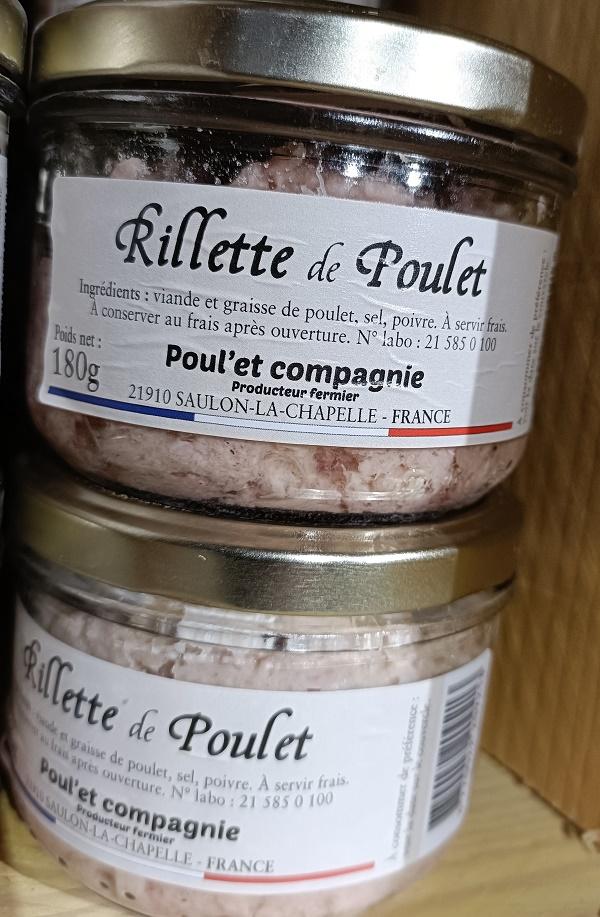 Rillette de Poulet
Ingrédients : viande et graisse de poulet, sel, poivre. À servir frais.
À conserver au frais après ouverture. N° labo : 21 585 0 100
Poids net :
180g
Poul'et compagnie
Producteur fermier
21910 SAULON-LA-CHAPELLE - FRANCE
Rillette de Poulet
viande et graisse de poulet, sel, poivre. À servir frais.
au frais après ouverture. N° labo : 21 585 0 100
Poul'et compagnie
Producteur fermier
SAULON-LA-CHAPELLE - FRANCE
À consommer de préférence :